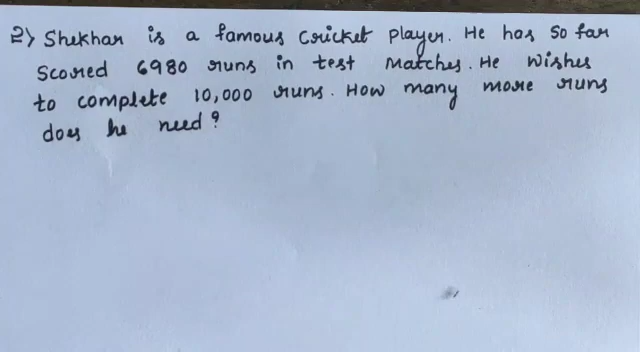 2) Shekhar is a famous Cricket player. He has so far
Scored 6980 runs in test matches. He wishes
to complete 10,000 runs. How many more runs
does he need?